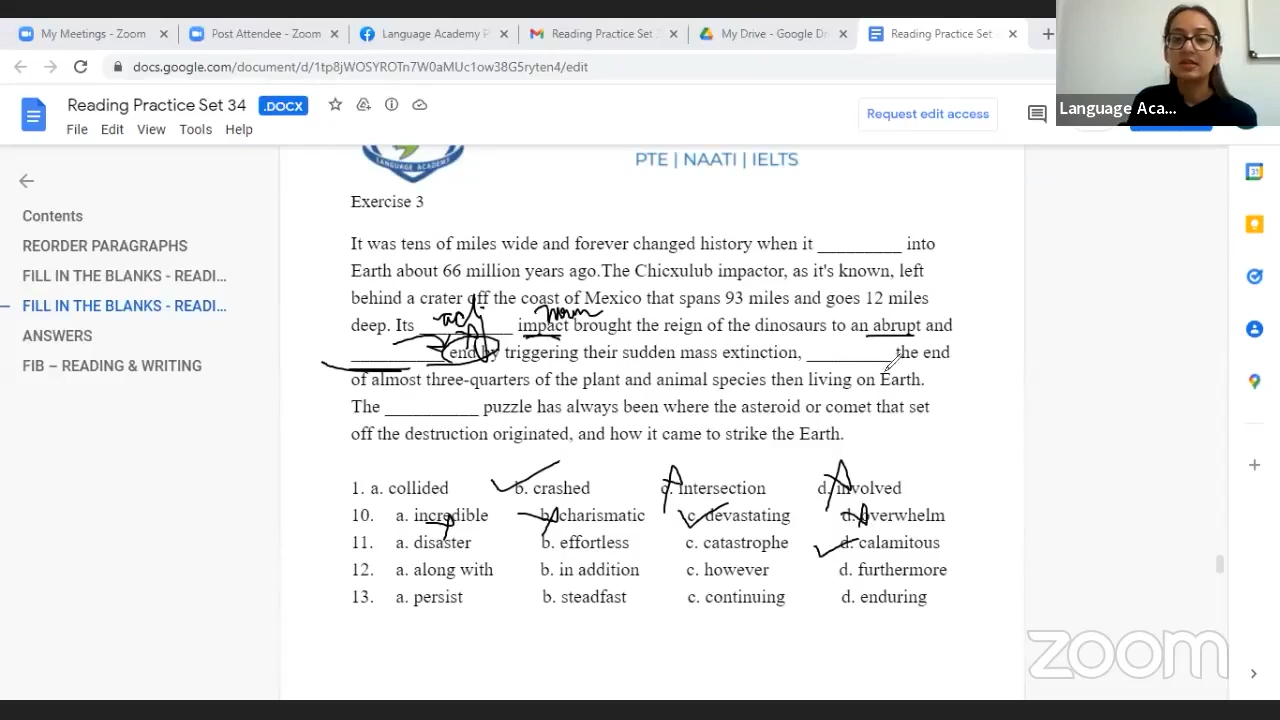 My Meetings - Zoom
Post Attendee - Zoom
Language Academy P
Reading Practice Set 3
My Drive - Google Dri
Reading Practice Set
docs.google.com/document/d/1tp8jWOSYROTn7W0aMUc1ow38G5ryten4/edit
Language Aca...
Reading Practice Set 34
.DOCX
Request edit access
File Edit View Tools Help
LANGUAGE ACADEMY
PTE | NAATI | IELTS
Contents
REORDER PARAGRAPHS
FILL IN THE BLANKS - READI...
FILL IN THE BLANKS - READI...
ANSWERS
FIB – READING & WRITING
Exercise 3
It was tens of miles wide and forever changed history when it _________ into
Earth about 66 million years ago.The Chicxulub impactor, as it's known, left
behind a crater off the coast of Mexico that spans 93 miles and goes 12 miles
adj noun
deep. Its __________ impact brought the reign of the dinosaurs to an abrupt and
__________ end by triggering their sudden mass extinction, __________ the end
of almost three-quarters of the plant and animal species then living on Earth.
The __________ puzzle has always been where the asteroid or comet that set
off the destruction originated, and how it came to strike the Earth.
1. a. collided b. crashed c. intersection d. involved
10. a. incredible b. charismatic c. devastating d. overwhelm
11. a. disaster b. effortless c. catastrophe d. calamitous
12. a. along with b. in addition c. however d. furthermore
13. a. persist b. steadfast c. continuing d. enduring
zoom